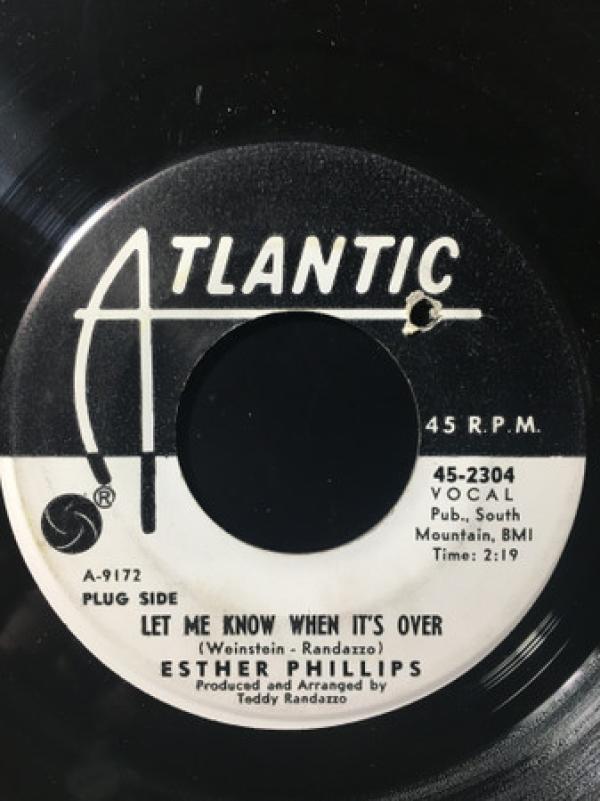 ATLANTIC
45 R.P.M.
45-2304
VOCAL
Pub., South
Mountain, BMI
Time: 2:19
®
A-9172
PLUG SIDE
LET ME KNOW WHEN IT'S OVER
(Weinstein - Randazzo)
ESTHER PHILLIPS
Produced and Arranged by
Teddy Randazzo